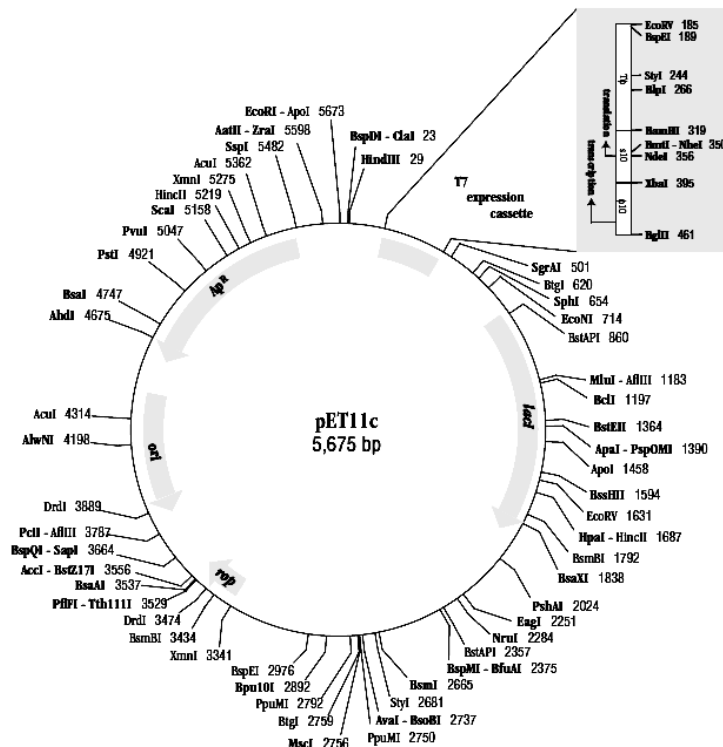 EcoRV 185
BspEI 189
StyI 244
BlpI 266
BamHI 319
BmtI - NheI 350
NdeI 356
XbaI 395
BglII 461
Tφ
s10
φ10
translation
transcription
T7
expression
cassette
EcoRI - ApoI 5673
AatII - ZraI 5598
SspI 5482
AcuI 5362
XmnI 5275
HincII 5219
ScaI 5158
PvuI 5047
PstI 4921
BsaI 4747
AhdI 4675
AcuI 4314
AlwNI 4198
DrdI 3889
PciI - AflIII 3787
BspQI - SapI 3664
AccI - BstZ17I 3556
BsaAI 3537
PflFI - Tth111I 3529
DrdI 3474
BsmBI 3434
XmnI 3341
BspEI 2976
Bpu10I 2892
PpuMI 2792
BtgI 2759
MscI 2756
BspDI - ClaI 23
HindIII 29
SgrAI 501
BtgI 620
SphI 654
EcoNI 714
BstAPI 860
MluI - AflIII 1183
BclI 1197
BstEII 1364
ApaI - PspOMI 1390
ApoI 1458
BssHII 1594
EcoRV 1631
HpaI - HincII 1687
BsmBI 1792
BsaXI 1838
PshAI 2024
EagI 2251
NruI 2284
BstAPI 2357
BspMI - BfuAI 2375
BsmI 2665
StyI 2681
AvaI - BsoBI 2737
PpuMI 2750
ApR
lacI
ori
rop
pET11c
5,675 bp